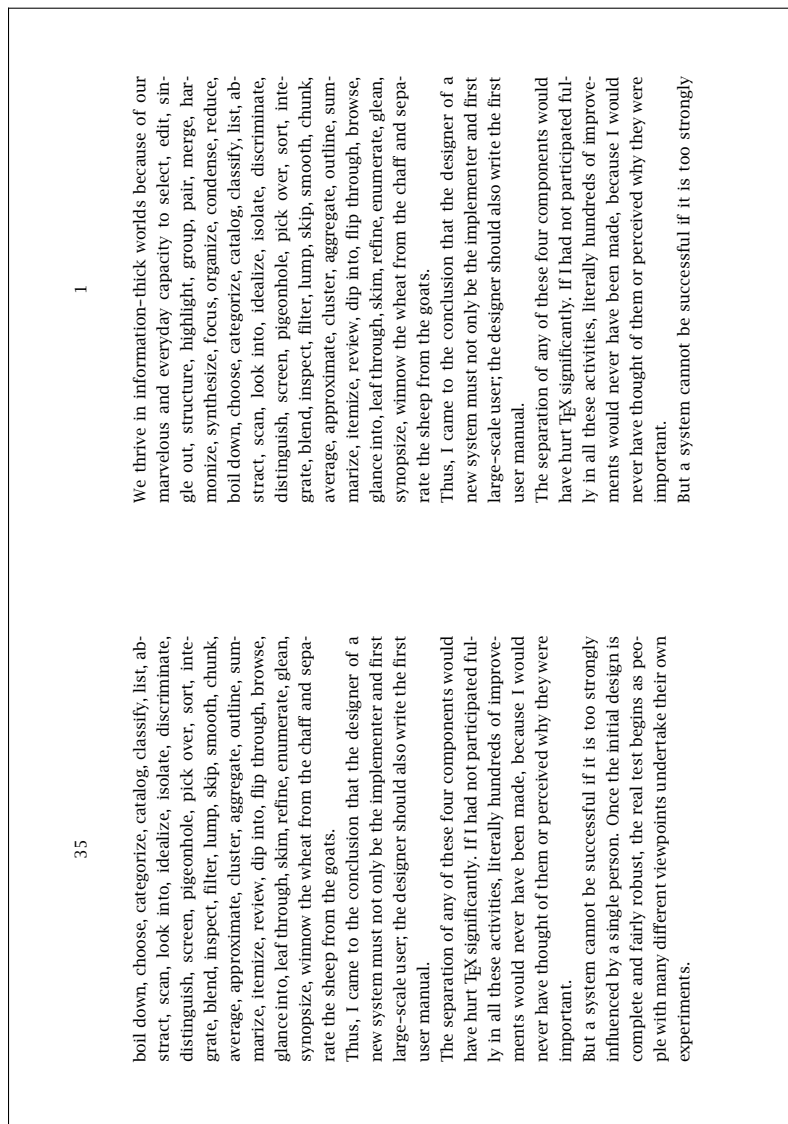 35
boil down, choose, categorize, catalog, classify, list, ab-
stract, scan, look into, idealize, isolate, discriminate,
distinguish, screen, pigeonhole, pick over, sort, inte-
grate, blend, inspect, filter, lump, skip, smooth, chunk,
average, approximate, cluster, aggregate, outline, sum-
marize, itemize, review, dip into, flip through, browse,
glance into, leaf through, skim, refine, enumerate, glean,
synopsize, winnow the wheat from the chaff and sepa-
rate the sheep from the goats.
Thus, I came to the conclusion that the designer of a
new system must not only be the implementer and first
large-scale user; the designer should also write the first
user manual.
The separation of any of these four components would
have hurt TEX significantly. If I had not participated ful-
ly in all these activities, literally hundreds of improve-
ments would never have been made, because I would
never have thought of them or perceived why they were
important.
But a system cannot be successful if it is too strongly
influenced by a single person. Once the initial design is
complete and fairly robust, the real test begins as peo-
ple with many different viewpoints undertake their own
experiments.
1
We thrive in information-thick worlds because of our
marvelous and everyday capacity to select, edit, sin-
gle out, structure, highlight, group, pair, merge, har-
monize, synthesize, focus, organize, condense, reduce,
boil down, choose, categorize, catalog, classify, list, ab-
stract, scan, look into, idealize, isolate, discriminate,
distinguish, screen, pigeonhole, pick over, sort, inte-
grate, blend, inspect, filter, lump, skip, smooth, chunk,
average, approximate, cluster, aggregate, outline, sum-
marize, itemize, review, dip into, flip through, browse,
glance into, leaf through, skim, refine, enumerate, glean,
synopsize, winnow the wheat from the chaff and sepa-
rate the sheep from the goats.
Thus, I came to the conclusion that the designer of a
new system must not only be the implementer and first
large-scale user; the designer should also write the first
user manual.
The separation of any of these four components would
have hurt TEX significantly. If I had not participated ful-
ly in all these activities, literally hundreds of improve-
ments would never have been made, because I would
never have thought of them or perceived why they were
important.
But a system cannot be successful if it is too strongly